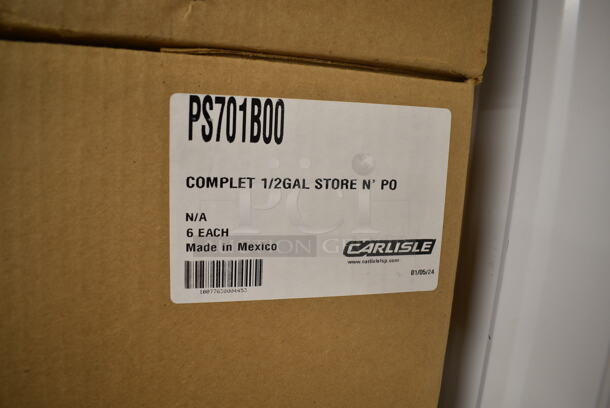 PS701B00
COMPLET 1/2GAL STORE N' PO
N/A
6 EACH
Made in Mexico
CARLISLE
www.carlislefsp.com
01/05/24